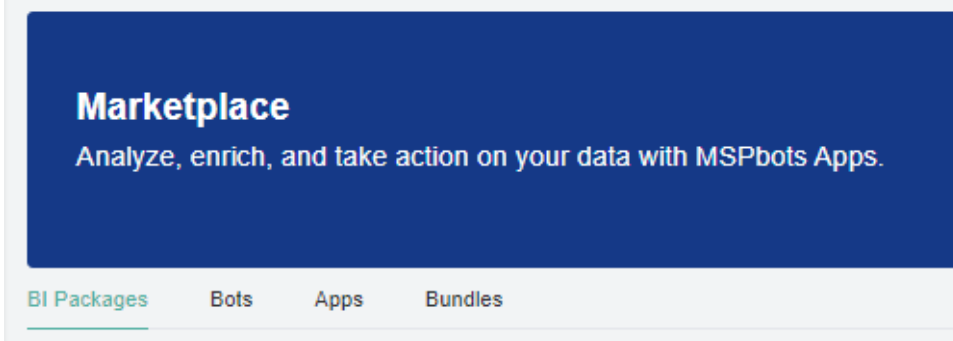 Marketplace
Analyze, enrich, and take action on your data with MSPbots Apps.
BI Packages Bots Apps Bundles